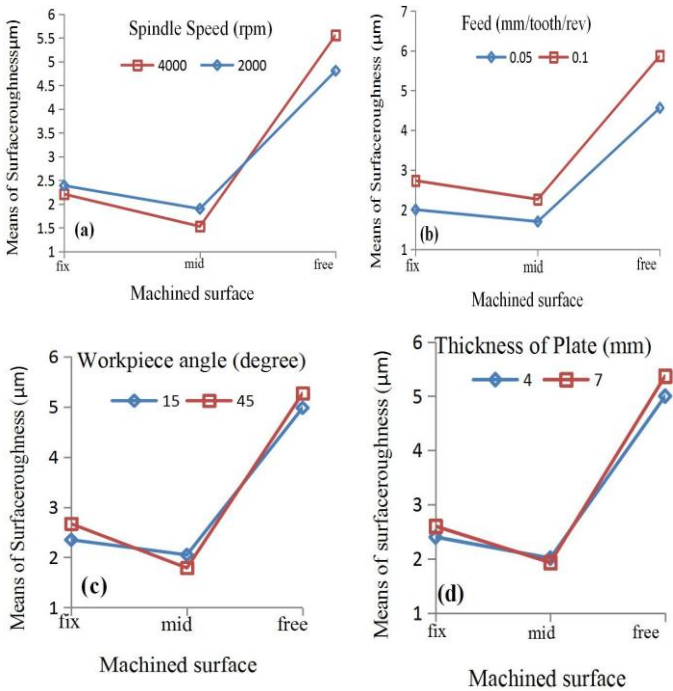 Spindle Speed (rpm)
4000 2000
Means of Surfaceroughnessµm)
5.5
5
4.5
4
3.5
3
2.5
2
1.5
1
6
(a)
fix mid free
Machined surface
Feed (mm/tooth/rev)
0.05 0.1
Means of Surfaceroughness (µm)
7
6
5
4
3
2
1
(b)
fix mid free
Machined surface
Workpiece angle (degree)
15 45
Means of Surfaceroughness (µm)
6
5
4
3
2
1
(c)
fix mid free
Machined surface
Thickness of Plate (mm)
4 7
Means of surfaceroughness (µm)
6
5
4
3
2
1
(d)
fix mid free
Machined surface